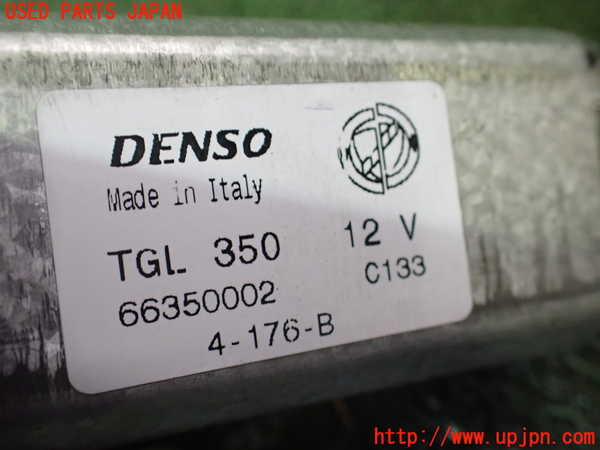 USED PARTS JAPAN
DENSO
Made in Italy
TGL 350 12 V
66350002 C133
4-176-B
http://www.upjpn.com/